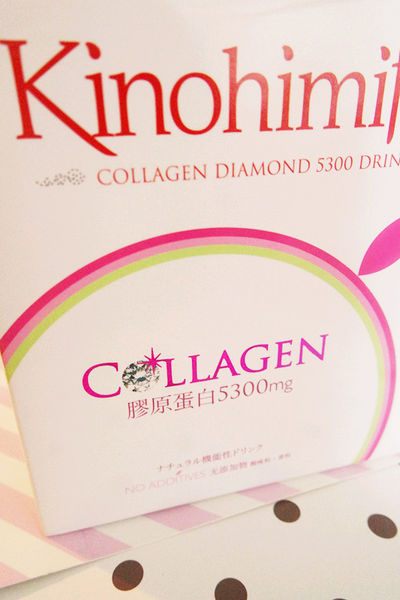 Kinohimif
COLLAGEN DIAMOND 5300 DRIN
COLLAGEN
膠原蛋白5300mg
ナチュラル機能性ドリンク
NO ADDITIVES 无添加物